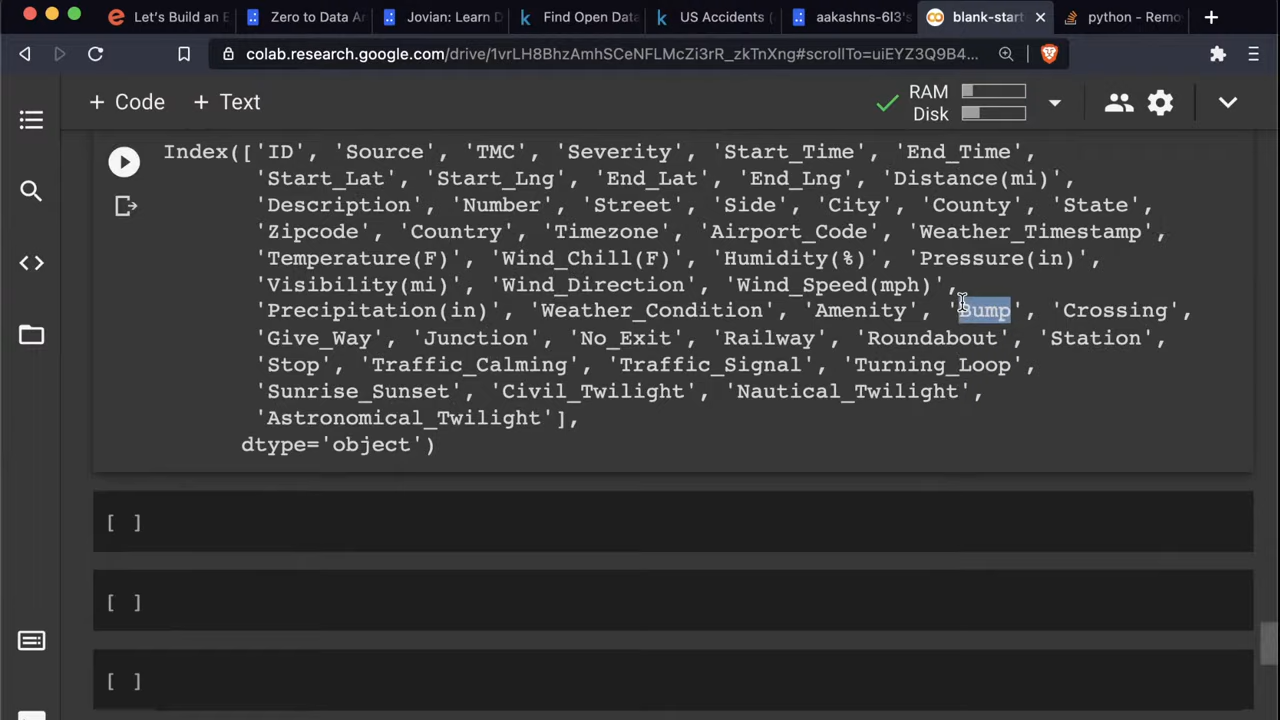 Let's Build an E
Zero to Data Ar
Jovian: Learn D
Find Open Data
US Accidents (
aakashns-6l3's
blank-start
python - Remo
colab.research.google.com/drive/1vrLH8BhzAmhSCeNFLMcZi3rR_zkTnXng#scrollTo=uiEYZ3Q9B4...
+ Code + Text
RAM
Disk
Index(['ID', 'Source', 'TMC', 'Severity', 'Start_Time', 'End_Time',
'Start_Lat', 'Start_Lng', 'End_Lat', 'End_Lng', 'Distance(mi)',
'Description', 'Number', 'Street', 'Side', 'City', 'County', 'State',
'Zipcode', 'Country', 'Timezone', 'Airport_Code', 'Weather_Timestamp',
'Temperature(F)', 'Wind_Chill(F)', 'Humidity(%)', 'Pressure(in)',
'Visibility(mi)', 'Wind_Direction', 'Wind_Speed(mph)',
'Precipitation(in)', 'Weather_Condition', 'Amenity', 'Bump', 'Crossing',
'Give_Way', 'Junction', 'No_Exit', 'Railway', 'Roundabout', 'Station',
'Stop', 'Traffic_Calming', 'Traffic_Signal', 'Turning_Loop',
'Sunrise_Sunset', 'Civil_Twilight', 'Nautical_Twilight',
'Astronomical_Twilight'],
dtype='object')
[ ]
[ ]
[ ]